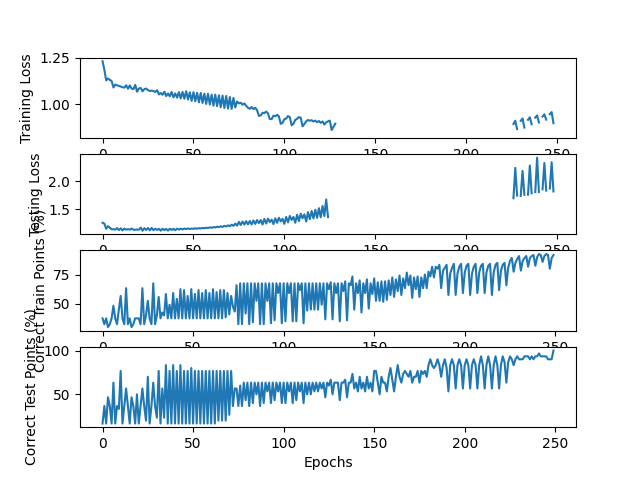 Training Loss
1.25
1.00
0 50 100 150 200 250
Testing Loss
2.0
1.5
0 50 100 150 200 250
Correct Train Points (%)
75
50
0 50 100 150 200 250
Correct Test Points (%)
100
50
0 50 100 150 200 250
Epochs